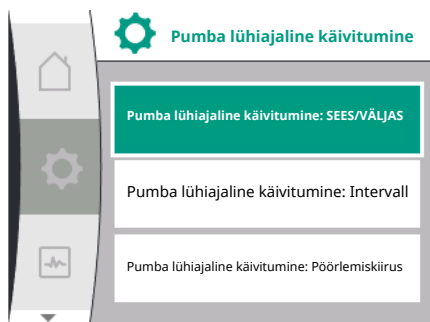 Pumba lühiajaline käivitumine
Pumba lühiajaline käivitumine: SEES/VÄLJAS
Pumba lühiajaline käivitumine: Intervall
Pumba lühiajaline käivitumine: Pöörlemiskiirus